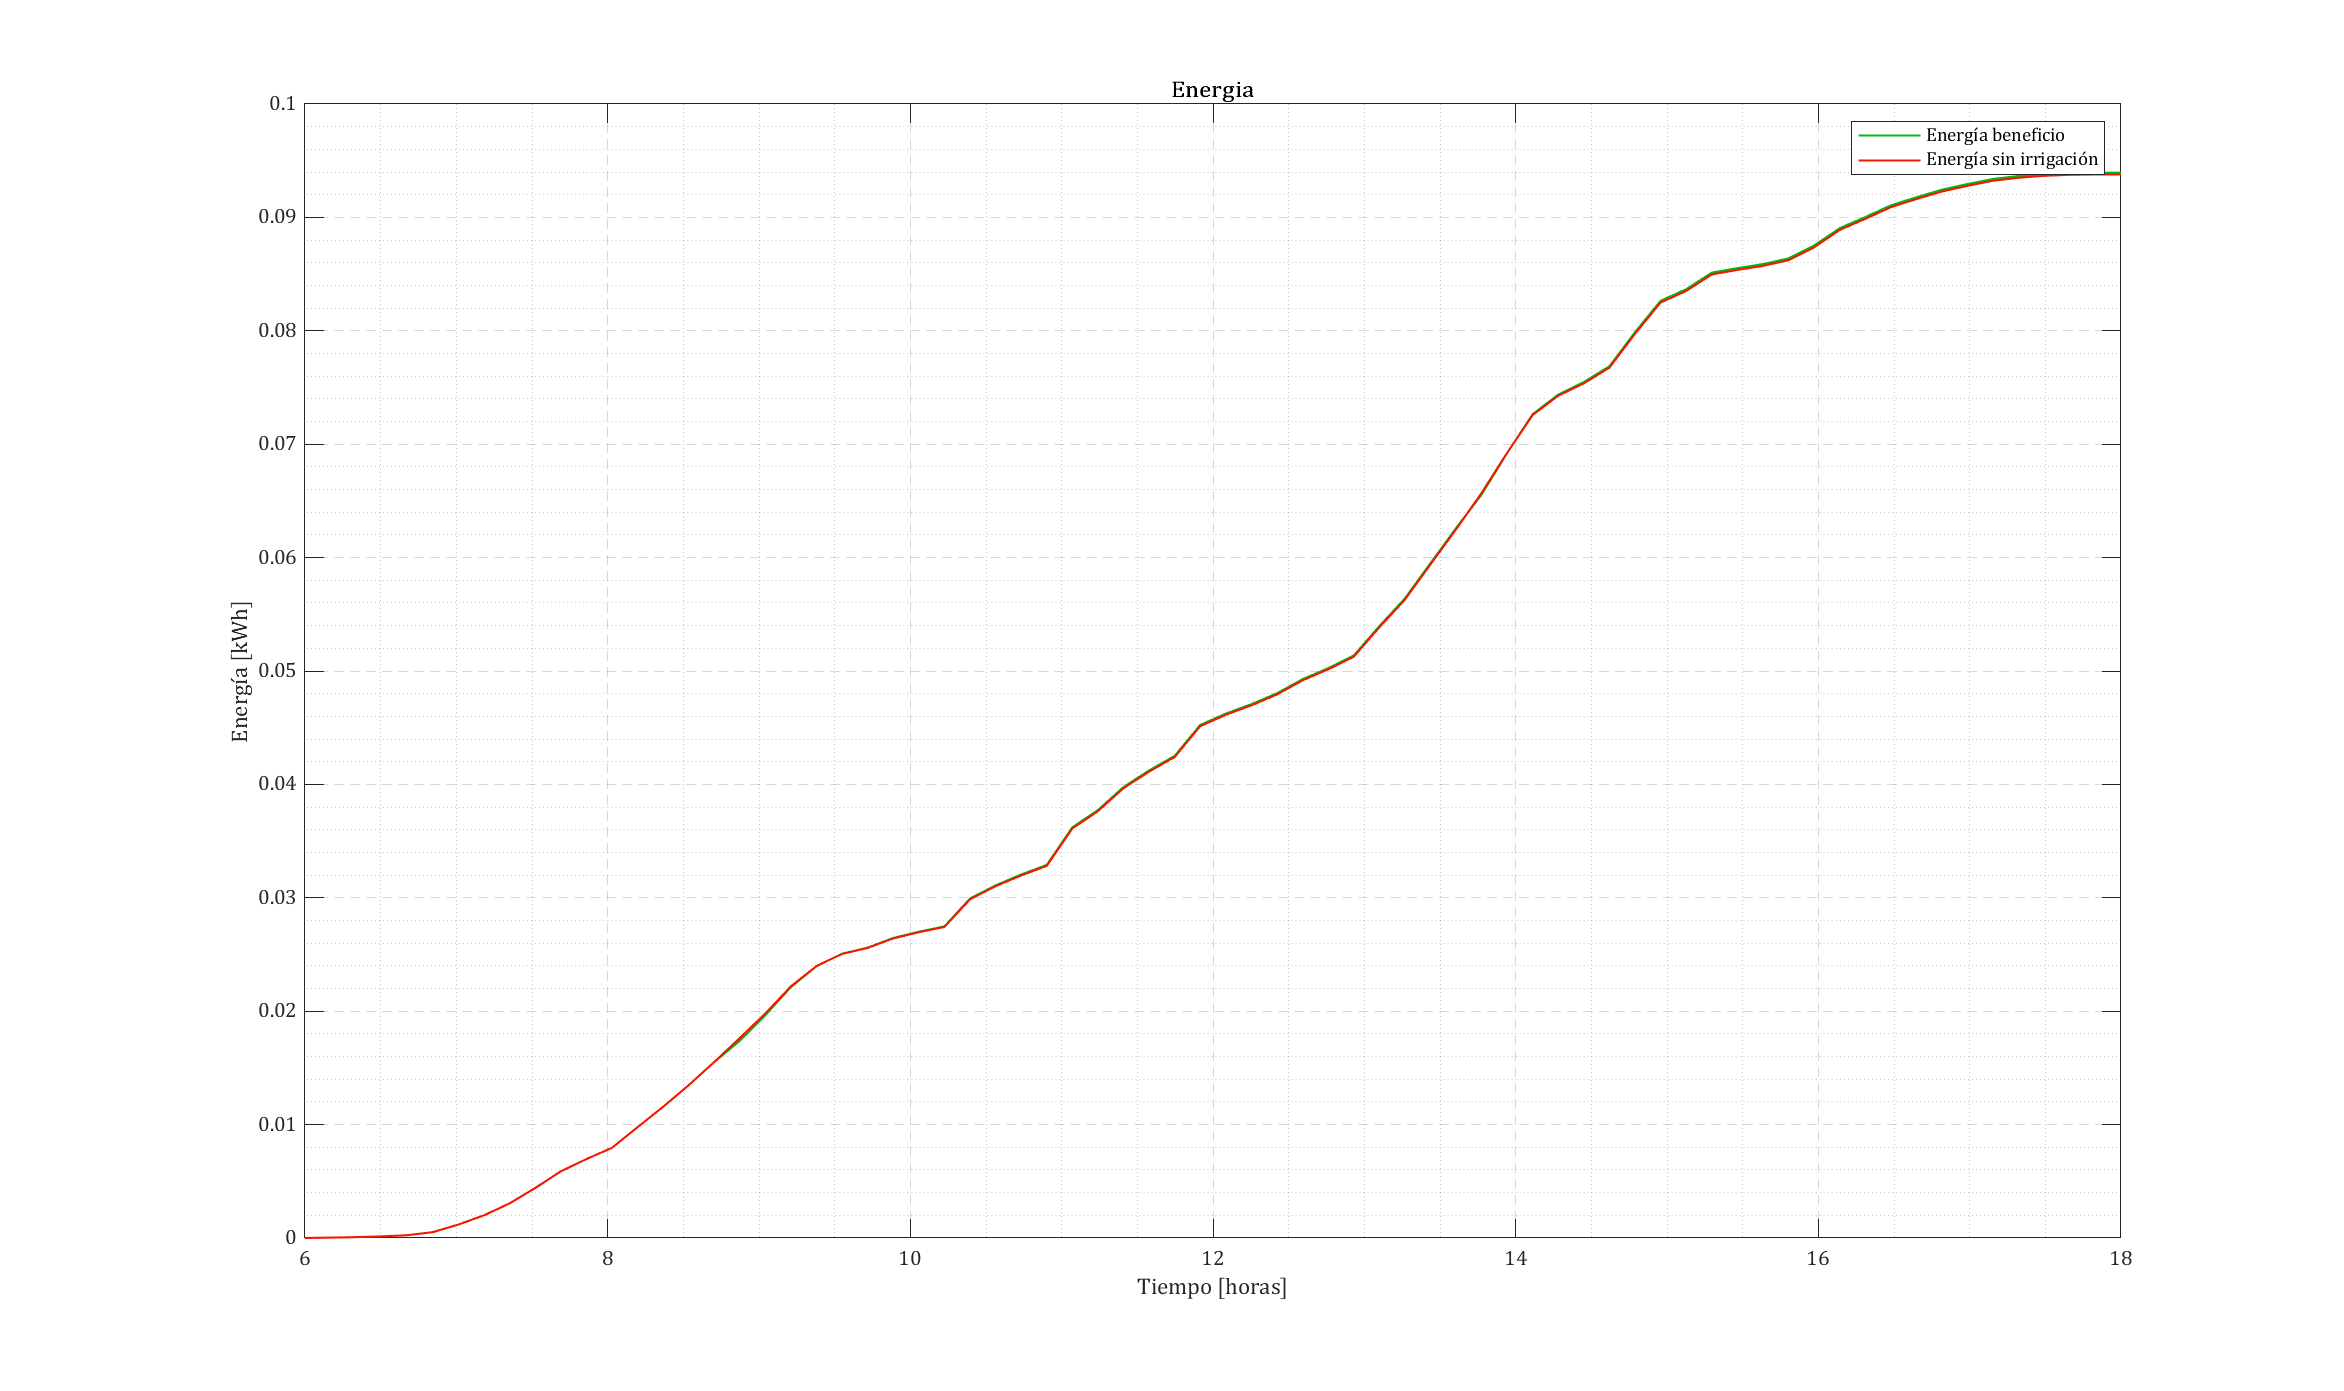 Energia
0.1
0.09
0.08
0.07
0.06
0.05
0.04
0.03
0.02
0.01
0
Energía [kWh]
Energía beneficio
Energía sin irrigación
6 8 10 12 14 16 18
Tiempo [horas]